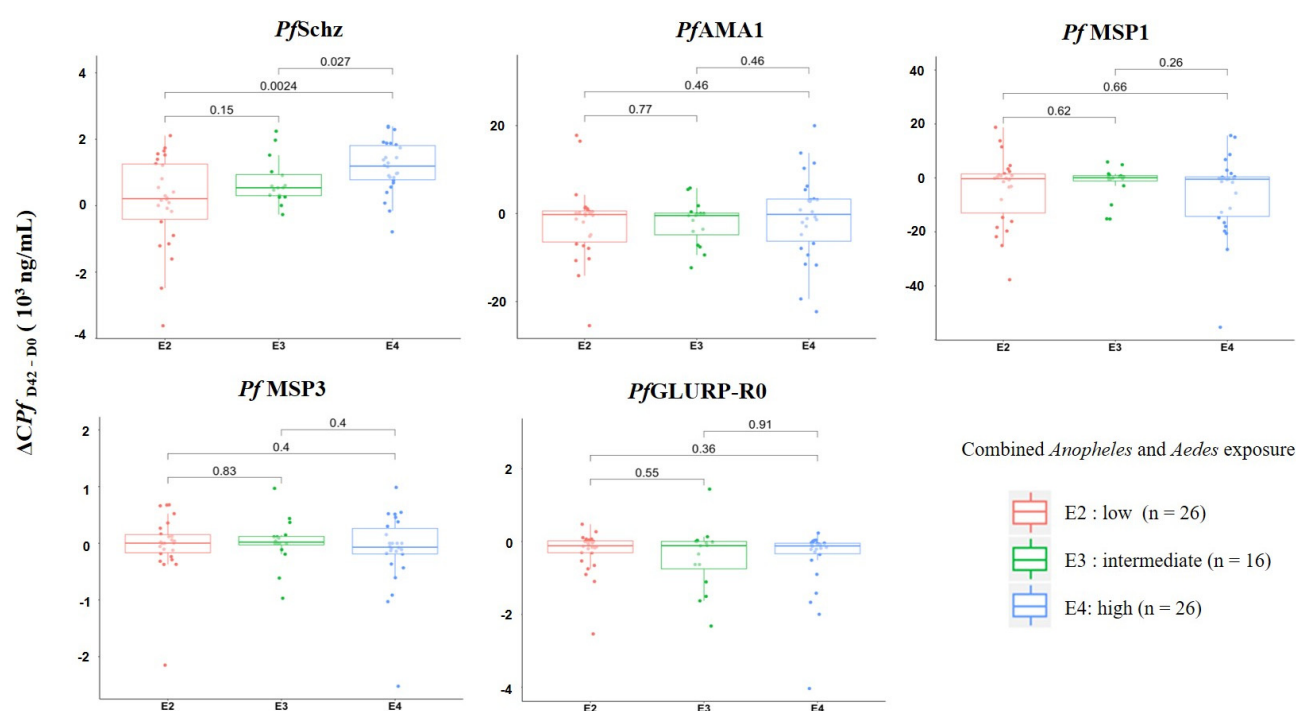 PfSchz
PfAMA1
Pf MSP1
4
2
0
-2
-4
0.027
0.0024
0.15
E2
E3
E4
20
0
-20
0.46
0.46
0.77
E2
E3
E4
40
20
0
-20
-40
0.26
0.66
0.62
E2
E3
E4
ΔCPf D42 - D0 ( 10³ ng/mL)
Pf MSP3
PfGLURP-R0
2
1
0
-1
-2
0.4
0.4
0.83
E2
E3
E4
2
0
-2
-4
0.91
0.36
0.55
E2
E3
E4
Combined Anopheles and Aedes exposure
E2 : low (n = 26)
E3 : intermediate (n = 16)
E4: high (n = 26)